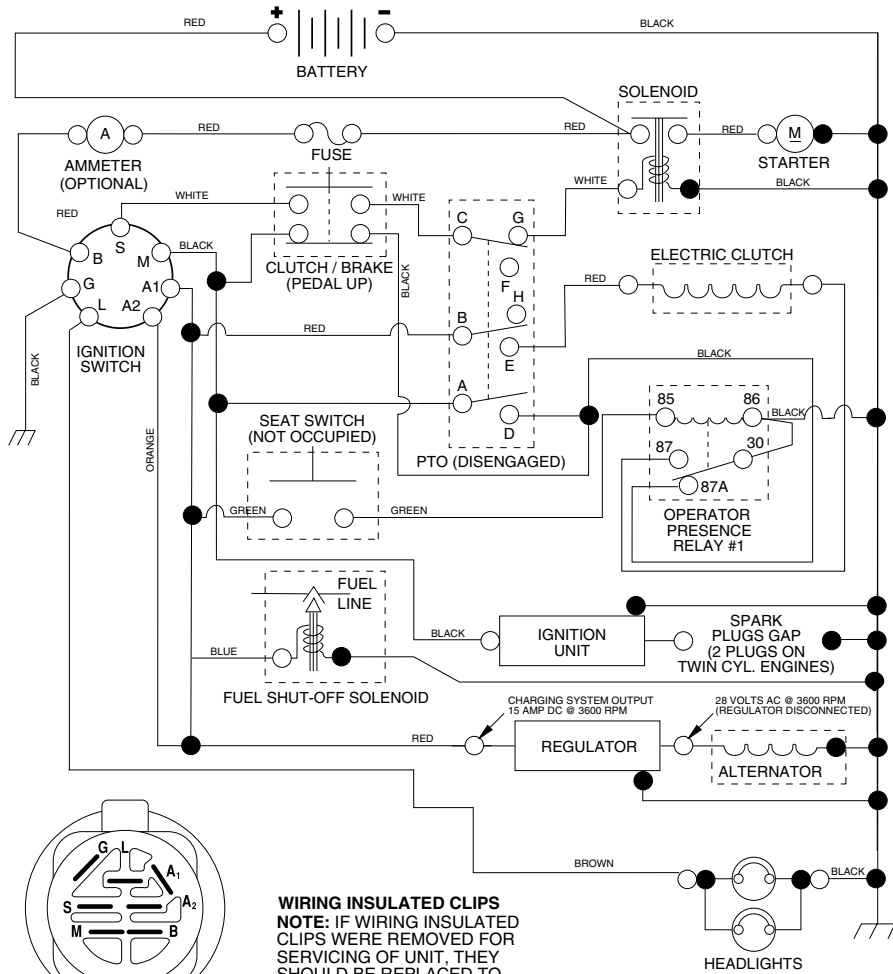 RED
+
-
BLACK
BATTERY
SOLENOID
A
RED
RED
RED
M
FUSE
STARTER
AMMETER
(OPTIONAL)
WHITE
WHITE
WHITE
BLACK
RED
S
B
M
BLACK
G
A1
L
A2
CLUTCH / BRAKE
(PEDAL UP)
BLACK
C
G
F
H
B
E
A
D
ELECTRIC CLUTCH
RED
RED
IGNITION
SWITCH
BLACK
ORANGE
BLACK
SEAT SWITCH
(NOT OCCUPIED)
PTO (DISENGAGED)
85
86
BLACK
87
30
87A
GREEN
GREEN
OPERATOR
PRESENCE
RELAY #1
FUEL
LINE
BLACK
IGNITION
UNIT
SPARK
PLUGS GAP
(2 PLUGS ON
TWIN CYL. ENGINES)
BLUE
FUEL SHUT-OFF SOLENOID
CHARGING SYSTEM OUTPUT
15 AMP DC @ 3600 RPM
28 VOLTS AC @ 3600 RPM
(REGULATOR DISCONNECTED)
RED
REGULATOR
ALTERNATOR
BROWN
BLACK
HEADLIGHTS
G
L
A1
S
A2
M
B
WIRING INSULATED CLIPS
NOTE: IF WIRING INSULATED
CLIPS WERE REMOVED FOR
SERVICING OF UNIT, THEY
SHOULD BE REPLACED TO